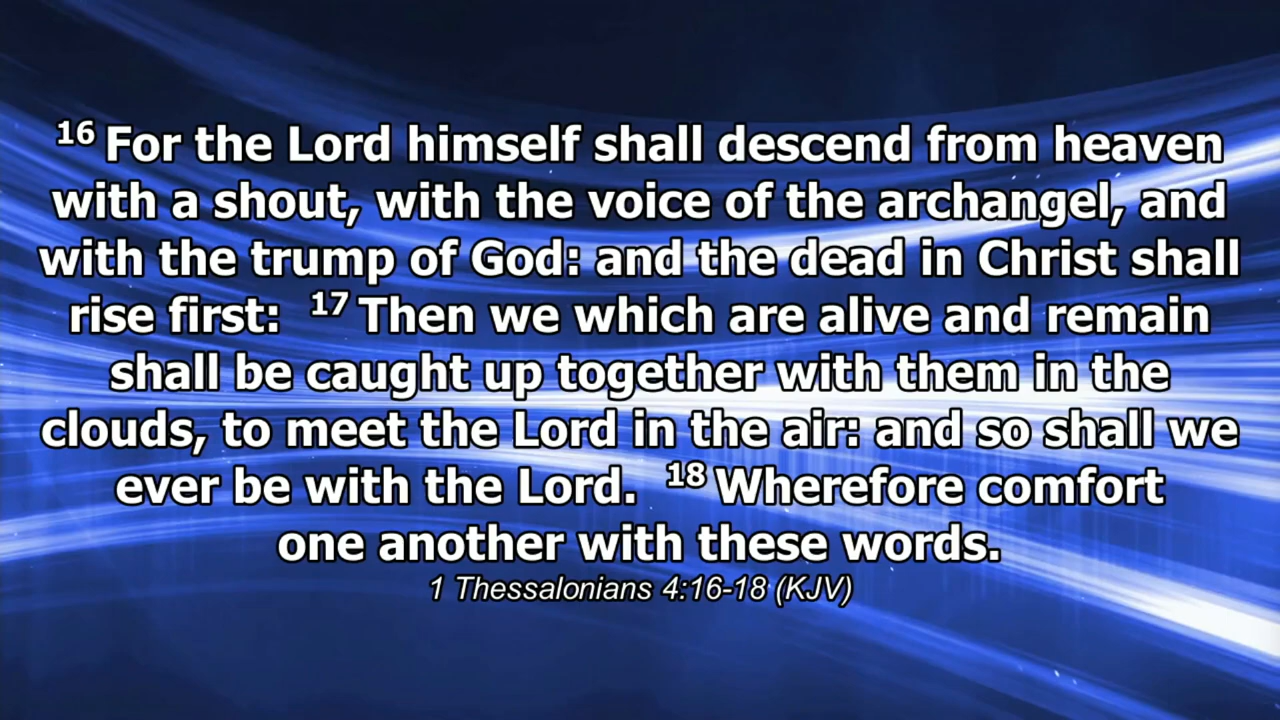 16 For the Lord himself shall descend from heaven
with a shout, with the voice of the archangel, and
with the trump of God: and the dead in Christ shall
rise first: 17 Then we which are alive and remain
shall be caught up together with them in the
clouds, to meet the Lord in the air: and so shall we
ever be with the Lord. 18 Wherefore comfort
one another with these words.
1 Thessalonians 4:16-18 (KJV)